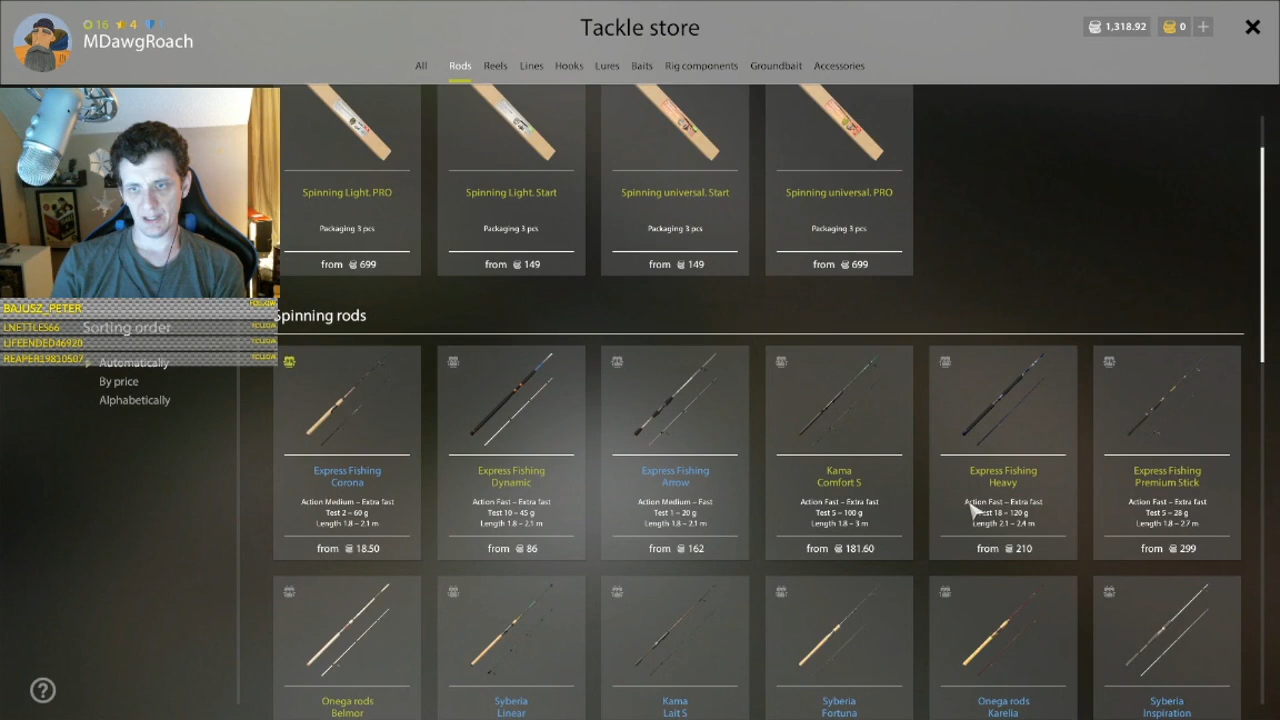 16 4 1
MDawgRoach
Tackle store
1,318.92 0 +
All Rods Reels Lines Hooks Lures Baits Rig components Groundbait Accessories
Spinning Light. PRO
Packaging 3 pcs
from 699
Spinning Light. Start
Packaging 3 pcs
from 149
Spinning universal. Start
Packaging 3 pcs
from 149
Spinning universal. PRO
Packaging 3 pcs
from 699
BAJUSZ_PETER FOLLOW
LNETTLES66 FOLLOW
LIFEENDED46920 FOLLOW
REAPER19810507 FOLLOW
Sorting order
Automatically
By price
Alphabetically
Spinning rods
Express Fishing
Corona
Action Medium – Extra fast
Test 2 – 60 g
Length 1.8 – 2.1 m
from 18.50
Express Fishing
Dynamic
Action Fast – Extra fast
Test 10 – 45 g
Length 1.8 – 2.1 m
from 86
Express Fishing
Arrow
Action Medium – Fast
Test 1 – 20 g
Length 1.8 – 2.1 m
from 162
Kama
Comfort S
Action Fast – Extra fast
Test 5 – 100 g
Length 1.8 – 3 m
from 181.60
Express Fishing
Heavy
Action Fast – Extra fast
Test 18 – 120 g
Length 2.1 – 2.4 m
from 210
Express Fishing
Premium Stick
Action Fast – Extra fast
Test 5 – 28 g
Length 1.8 – 2.7 m
from 299
Onega rods
Belmor
Syberia
Linear
Kama
Lait S
Syberia
Fortuna
Onega rods
Karelia
Syberia
Inspiration
?